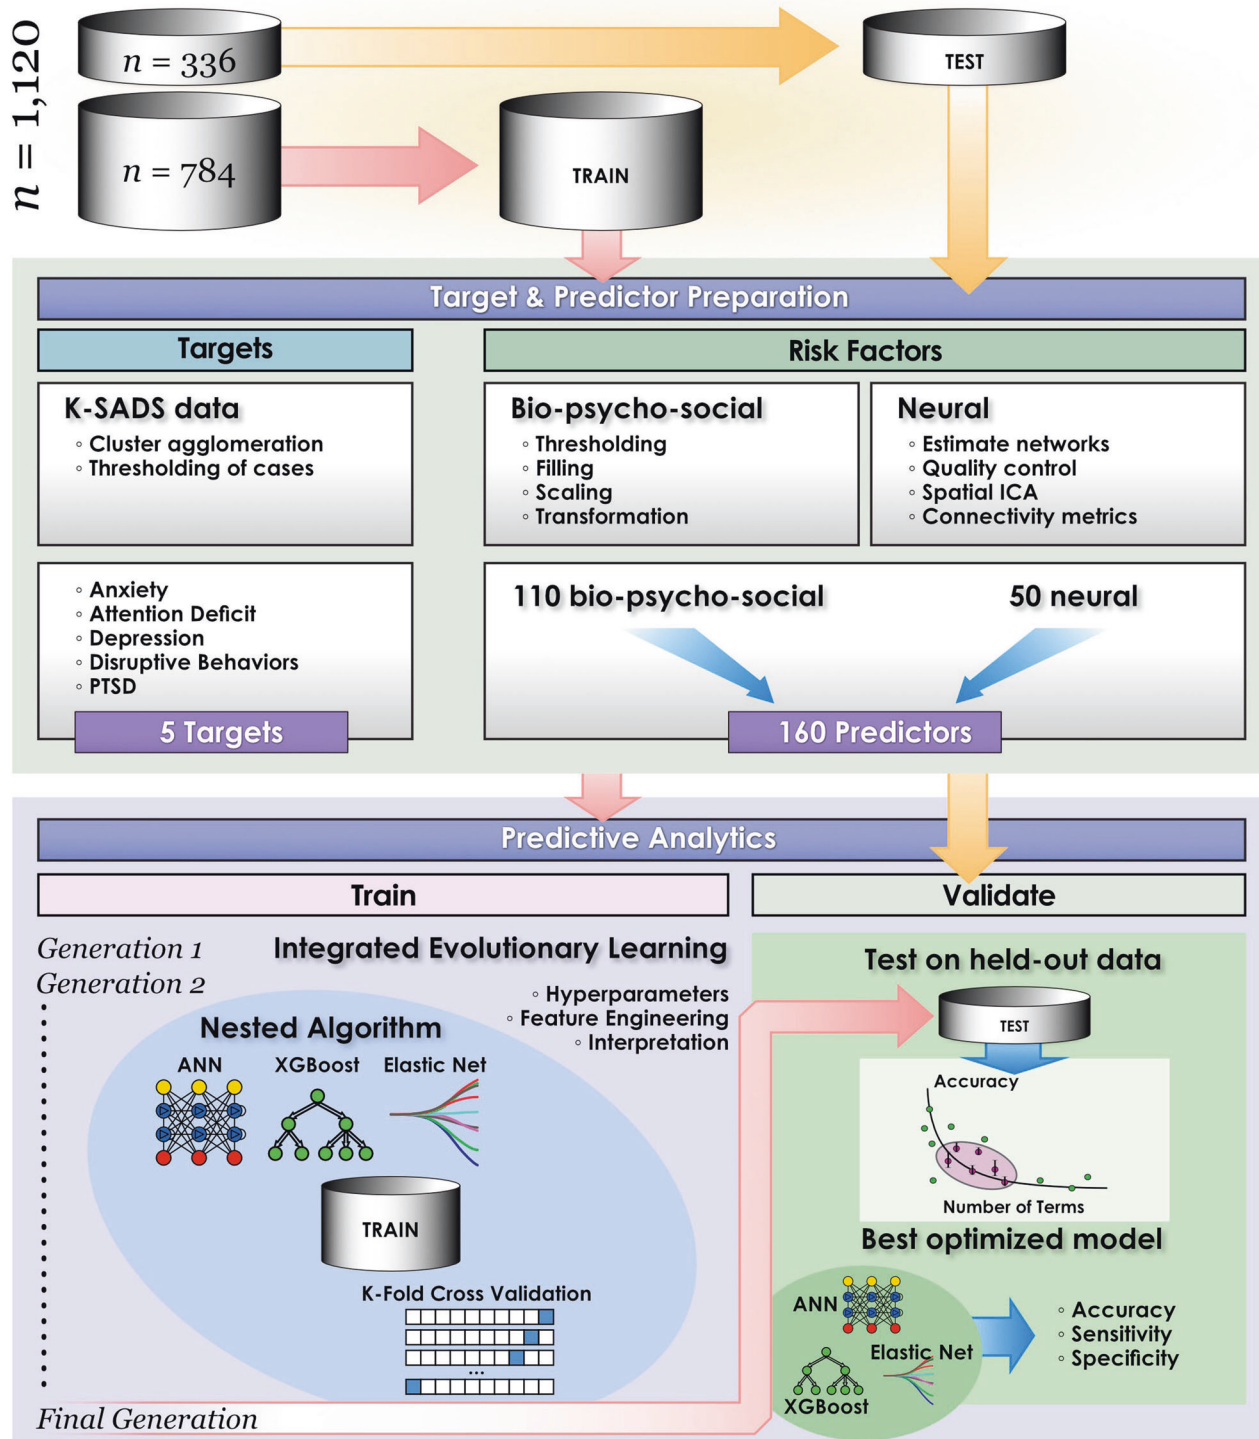 n = 1,120
n = 336
TEST
n = 784
TRAIN
Target & Predictor Preparation
Targets
Risk Factors
K-SADS data
◦ Cluster agglomeration
◦ Thresholding of cases
Bio-psycho-social
◦ Thresholding
◦ Filling
◦ Scaling
◦ Transformation
Neural
◦ Estimate networks
◦ Quality control
◦ Spatial ICA
◦ Connectivity metrics
◦ Anxiety
◦ Attention Deficit
◦ Depression
◦ Disruptive Behaviors
◦ PTSD
5 Targets
110 bio-psycho-social
50 neural
160 Predictors
Predictive Analytics
Train
Validate
Generation 1
Generation 2
Integrated Evolutionary Learning
◦ Hyperparameters
◦ Feature Engineering
◦ Interpretation
Nested Algorithm
ANN
XGBoost
Elastic Net
TRAIN
K-Fold Cross Validation
...
Final Generation
Test on held-out data
TEST
Accuracy
Number of Terms
Best optimized model
ANN
Elastic Net
XGBoost
◦ Accuracy
◦ Sensitivity
◦ Specificity